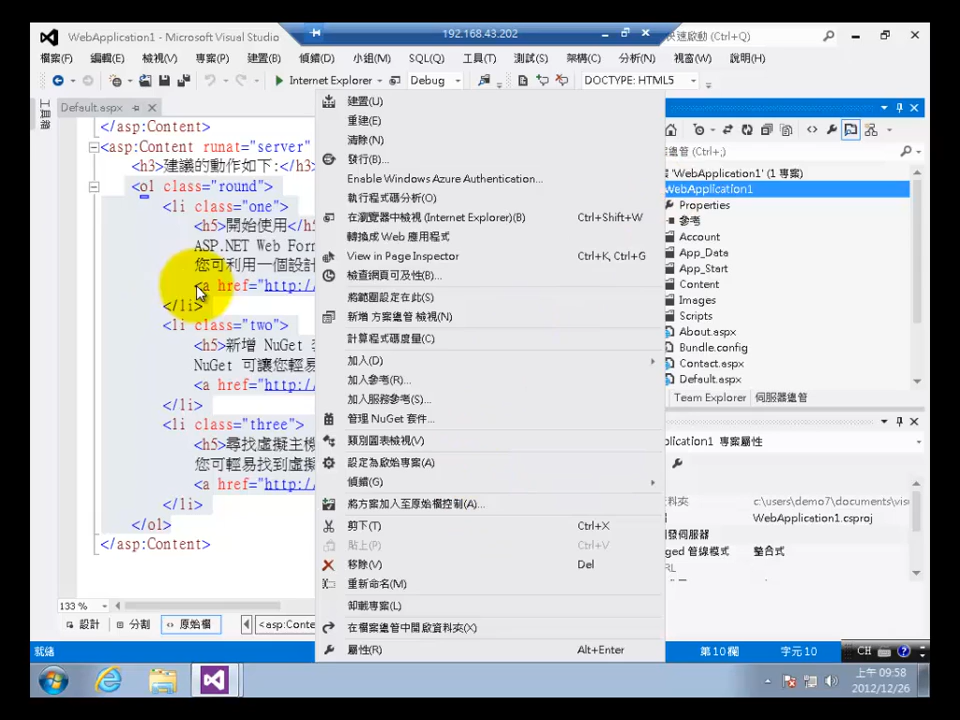 192.168.43.202
WebApplication1 - Microsoft Visual Studio
快速啟動 (Ctrl+Q)
檔案(F) 編輯(E) 檢視(V) 專案(P) 建置(B) 偵錯(D) 小組(M) SQL(Q) 工具(T) 測試(S) 架構(C) 分析(N) 視窗(W) 說明(H)
Internet Explorer Debug DOCTYPE: HTML5
工具箱
Default.aspx
</asp:Content>
<asp:Content runat="server"
<h3>建議的動作如下:</h3>
<ol class="round">
<li class="one">
<h5>開始使用</h
ASP.NET Web Form
您可利用一個設計
<a href="http:/
</li>
<li class="two">
<h5>新增 NuGet
NuGet 可讓您輕易
<a href="http:/
</li>
<li class="three">
<h5>尋找虛擬主機
您可輕易找到虛擬
<a href="http:/
</li>
</ol>
</asp:Content>
133 %
設計 分割 原始檔 <asp:Conte
建置(U)
重建(E)
清除(N)
發行(B)...
Enable Windows Azure Authentication...
執行程式碼分析(O)
在瀏覽器中檢視 (Internet Explorer)(B) Ctrl+Shift+W
轉換成 Web 應用程式
View in Page Inspector Ctrl+K, Ctrl+G
檢查網頁可及性(B)...
將範圍設定在此(S)
新增 方案總管 檢視(N)
計算程式碼度量(C)
加入(D)
加入參考(R)...
加入服務參考(S)...
管理 NuGet 套件...
類別圖表檢視(V)
設定為啟始專案(A)
偵錯(G)
將方案加入至原始檔控制(A)...
剪下(T) Ctrl+X
貼上(P) Ctrl+V
移除(V) Del
重新命名(M)
卸載專案(L)
在檔案總管中開啟資料夾(X)
屬性(R) Alt+Enter
總管 (Ctrl+;)
'WebApplication1' (1 專案)
WebApplication1
Properties
參考
Account
App_Data
App_Start
Content
Images
Scripts
About.aspx
Bundle.config
Contact.aspx
Default.aspx
Team Explorer 伺服器總管
plication1 專案屬性
料夾 c:\users\demo7\documents\vis
WebApplication1.csproj
發伺服器
ged 管線模式 整合式
RL
就緒
第 10 欄 字元 10
CH
上午 09:58
2012/12/26